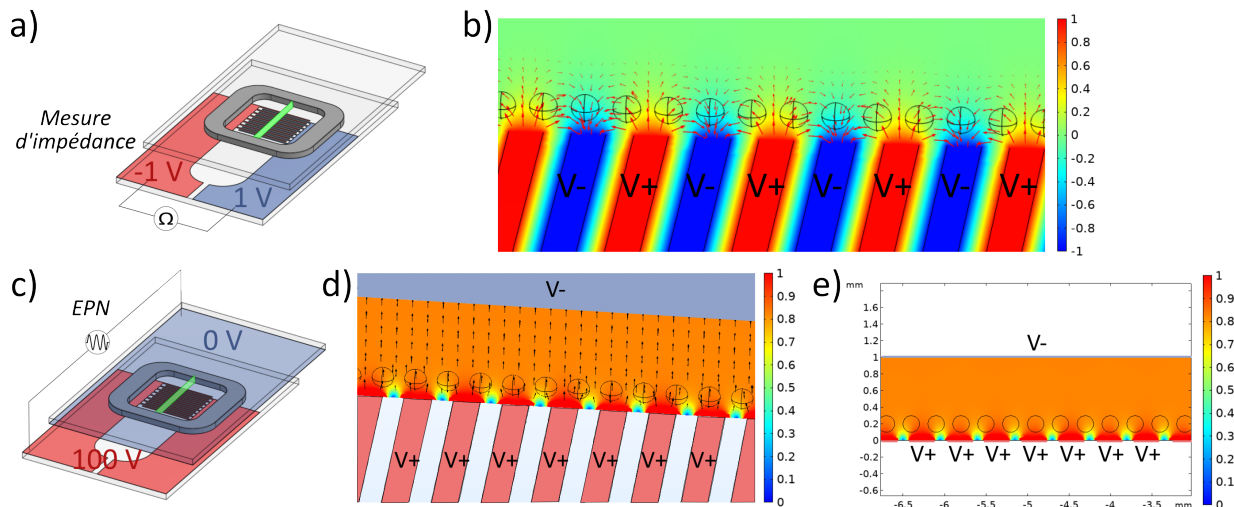 a)
Mesure
d'impédance
-1 V
1 V
Ω
b)
V- V+ V- V+ V- V+ V- V+
1
0.8
0.6
0.4
0.2
0
-0.2
-0.4
-0.6
-0.8
-1
c)
EPN
0 V
100 V
d)
V-
V+ V+ V+ V+ V+ V+ V+
1
0.9
0.8
0.7
0.6
0.5
0.4
0.3
0.2
0.1
0
e)
mm
1.6
1.4
1.2
1
0.8
0.6
0.4
0.2
0
-0.2
-0.4
-0.6
V-
V+ V+ V+ V+ V+ V+ V+
-6.5 -6 -5.5 -5 -4.5 -4 -3.5 mm
1
0.9
0.8
0.7
0.6
0.5
0.4
0.3
0.2
0.1
0